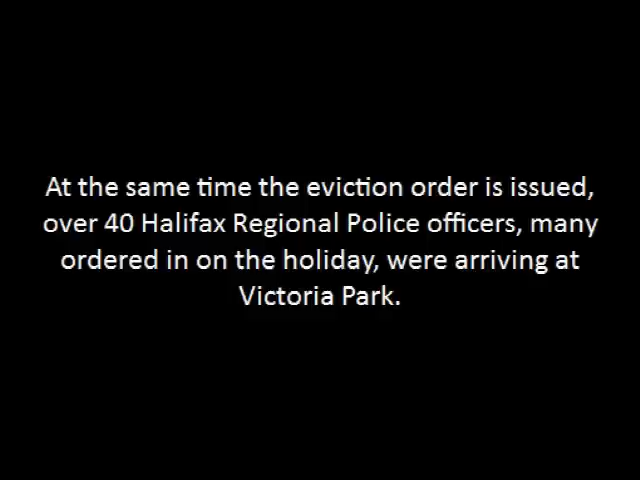 At the same time the eviction order is issued,
over 40 Halifax Regional Police officers, many
ordered in on the holiday, were arriving at
Victoria Park.